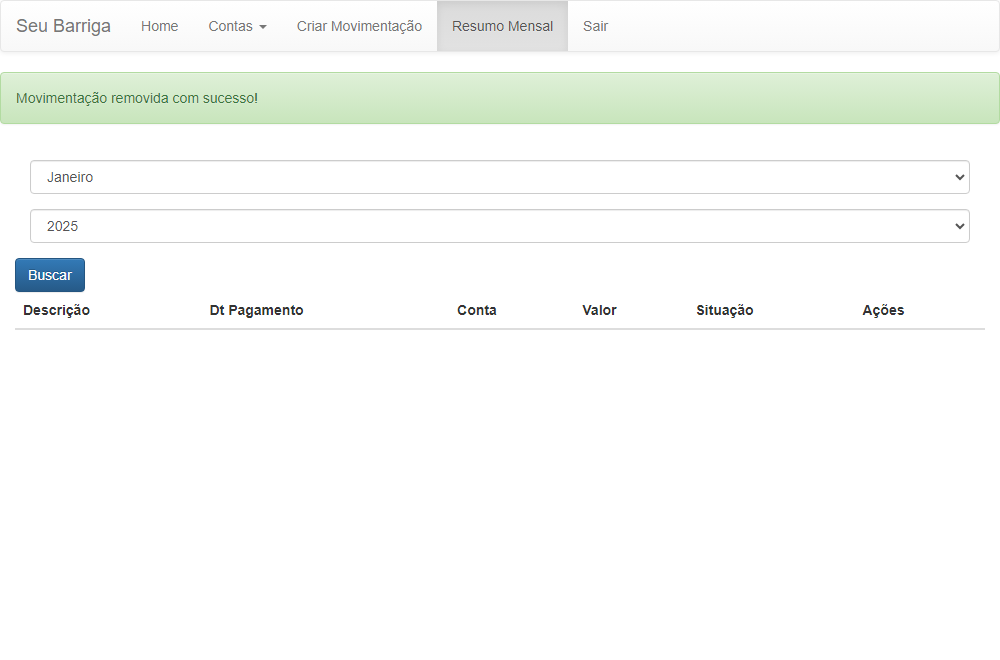 Seu Barriga Home Contas Criar Movimentação Resumo Mensal Sair
Movimentação removida com sucesso!
Janeiro
2025
Buscar
Descrição Dt Pagamento Conta Valor Situação Ações